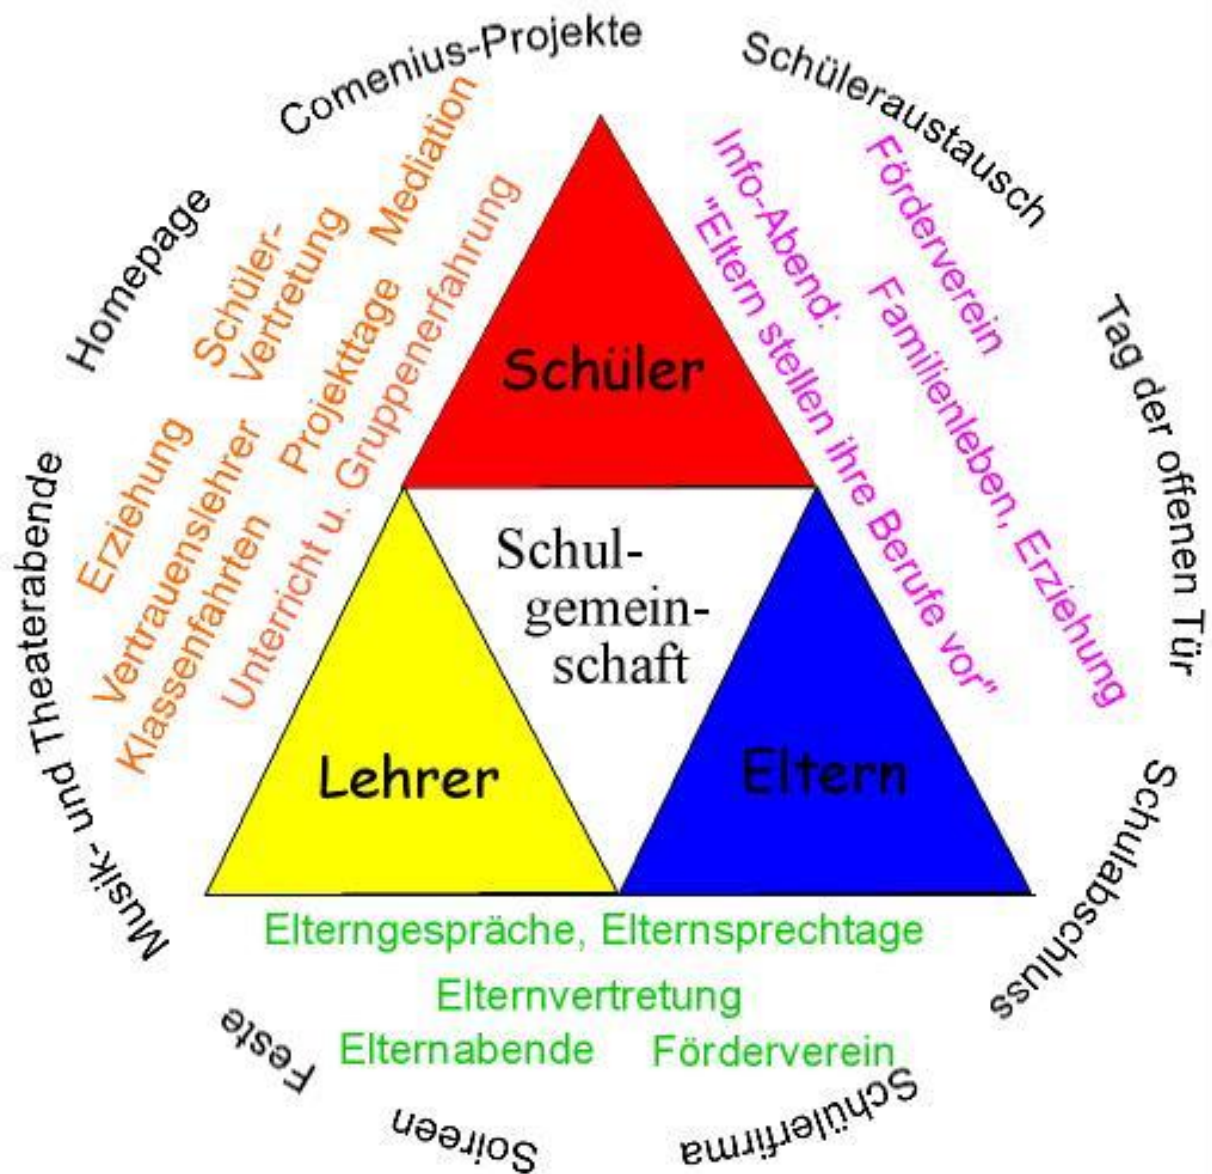 Comenius-Projekte
Schüleraustausch
Tag der offenen Tür
Schulabschluss
Schülerfirma
Soireen
Feste
Musik- und Theaterabende
Homepage
Mediation
Schüler-
Vertretung
Projekttage
Unterricht u. Gruppenerfahrung
Erziehung
Vertrauenslehrer
Klassenfahrten
Förderverein
Info-Abend:
"Eltern stellen ihre Berufe vor"
Familienleben, Erziehung
Schüler
Schul-
gemein-
schaft
Lehrer
Eltern
Elterngespräche, Elternsprechtage
Elternvertretung
Elternabende
Förderverein